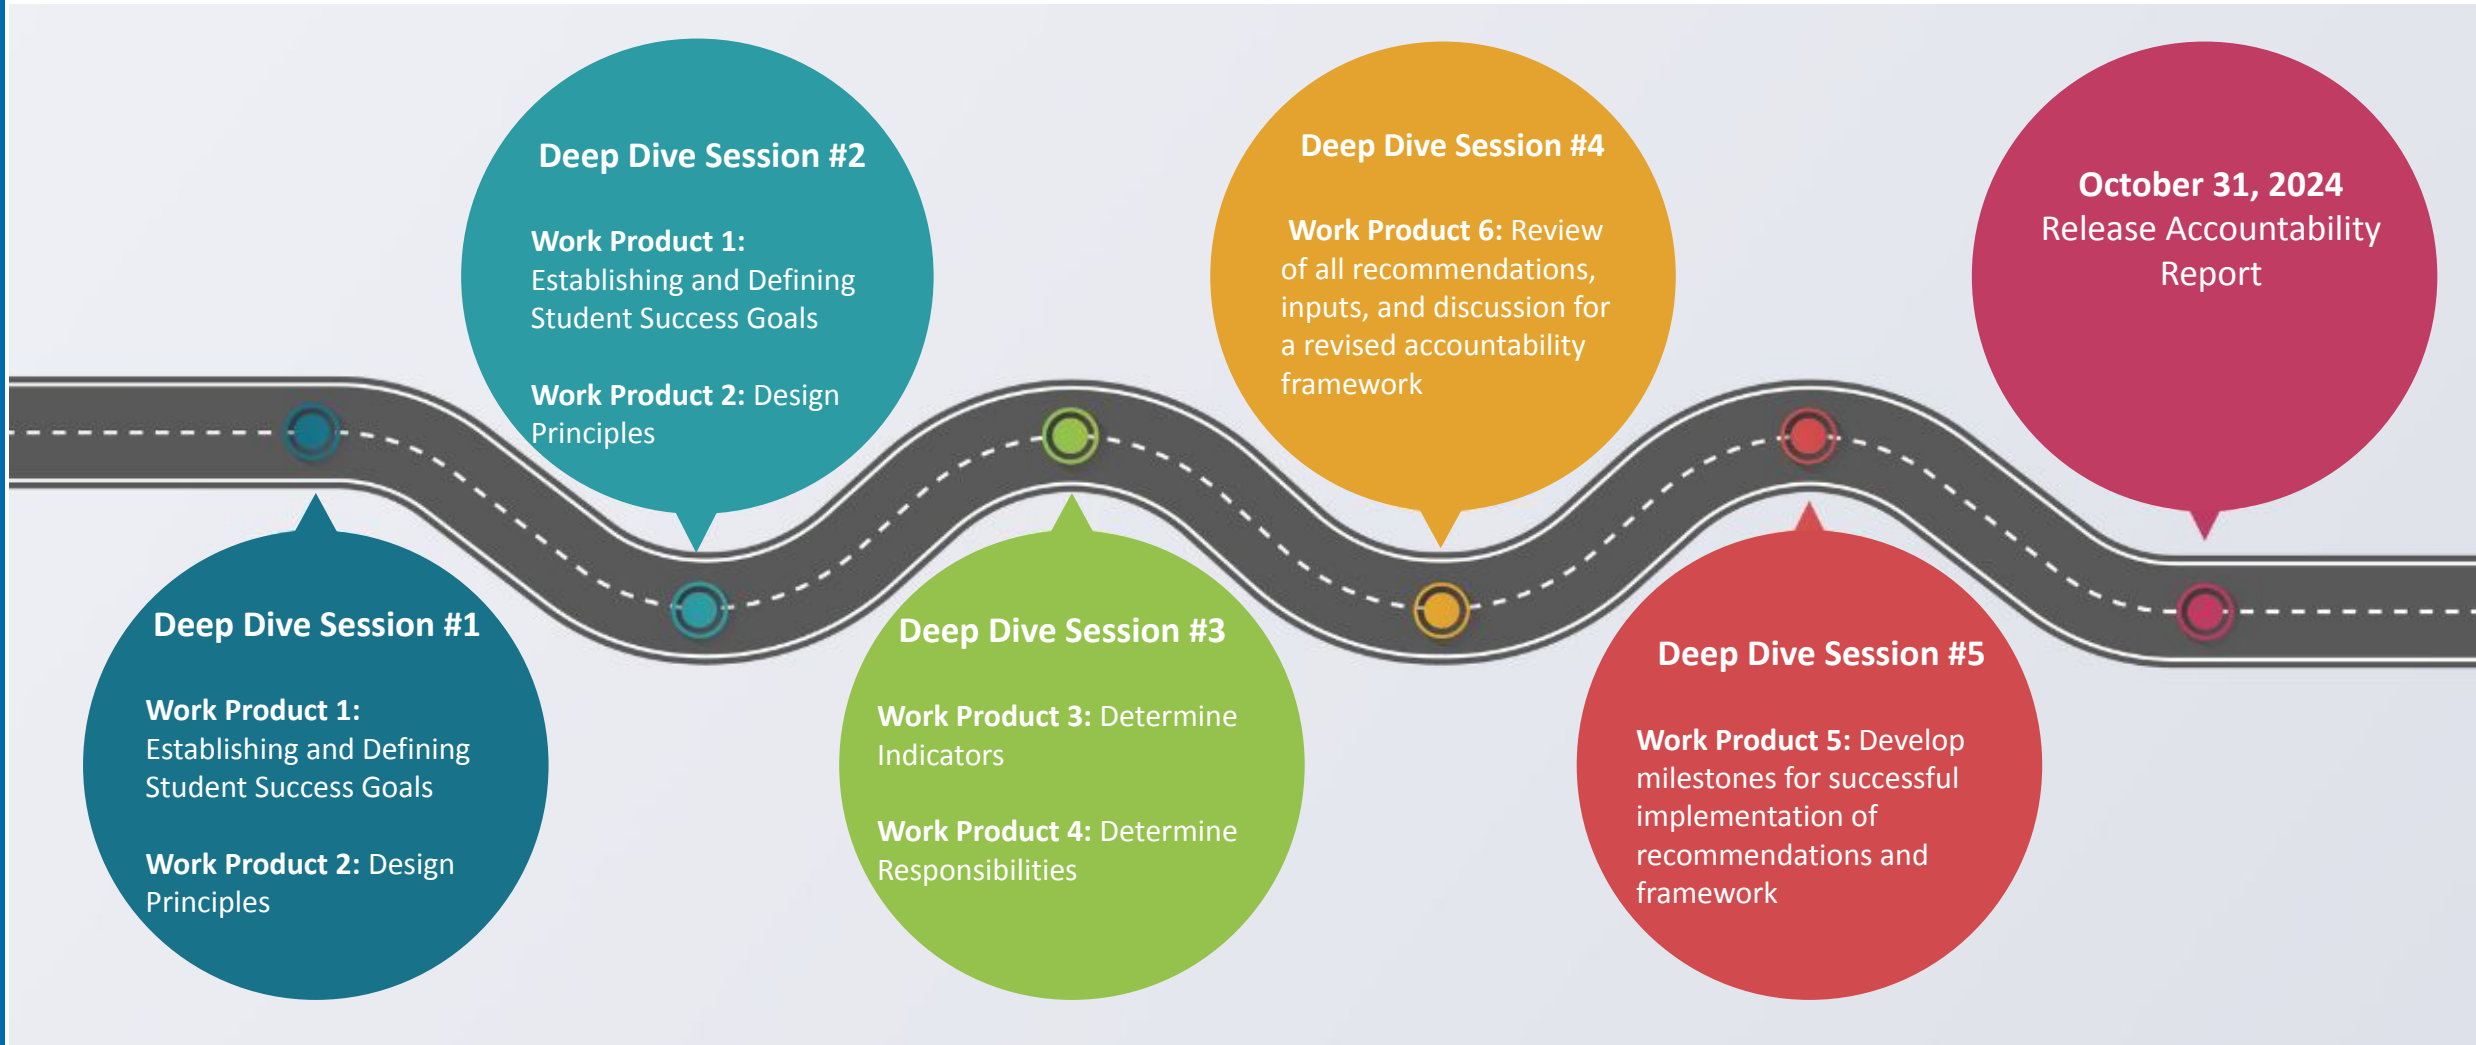 Deep Dive Session #1
Work Product 1:
Establishing and Defining
Student Success Goals
Work Product 2: Design
Principles
Deep Dive Session #2
Work Product 1:
Establishing and Defining
Student Success Goals
Work Product 2: Design
Principles
Deep Dive Session #3
Work Product 3: Determine
Indicators
Work Product 4: Determine
Responsibilities
Deep Dive Session #4
Work Product 6: Review
of all recommendations,
inputs, and discussion for
a revised accountability
framework
Deep Dive Session #5
Work Product 5: Develop
milestones for successful
implementation of
recommendations and
framework
October 31, 2024
Release Accountability
Report